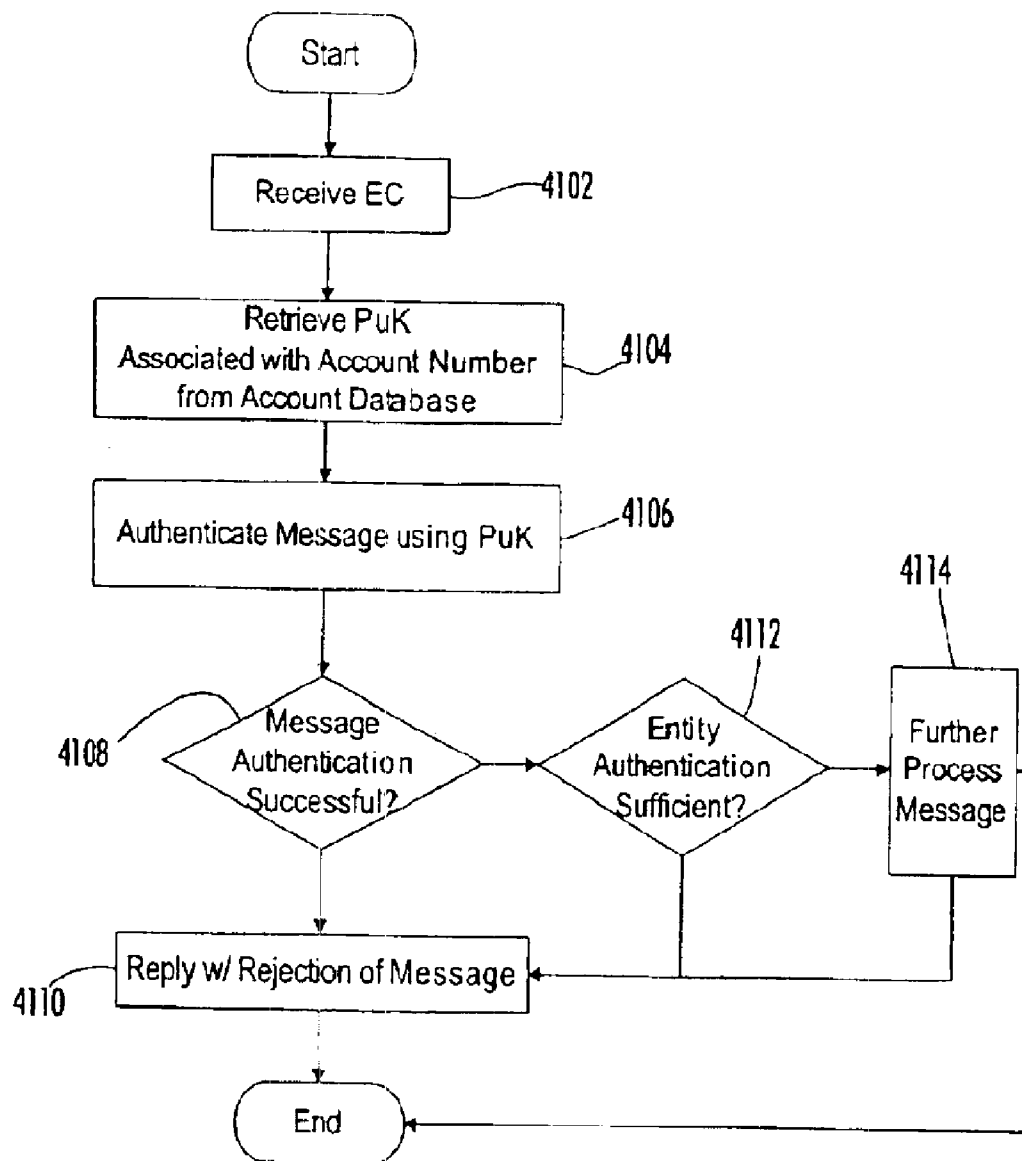 Start
Receive EC
4102
Retrieve PuK
Associated with Account Number
from Account Database
4104
Authenticate Message using PuK
4106
4108
Message
Authentication
Successful?
4112
Entity
Authentication
Sufficient?
4114
Further
Process
Message
4110
Reply w/ Rejection of Message
End